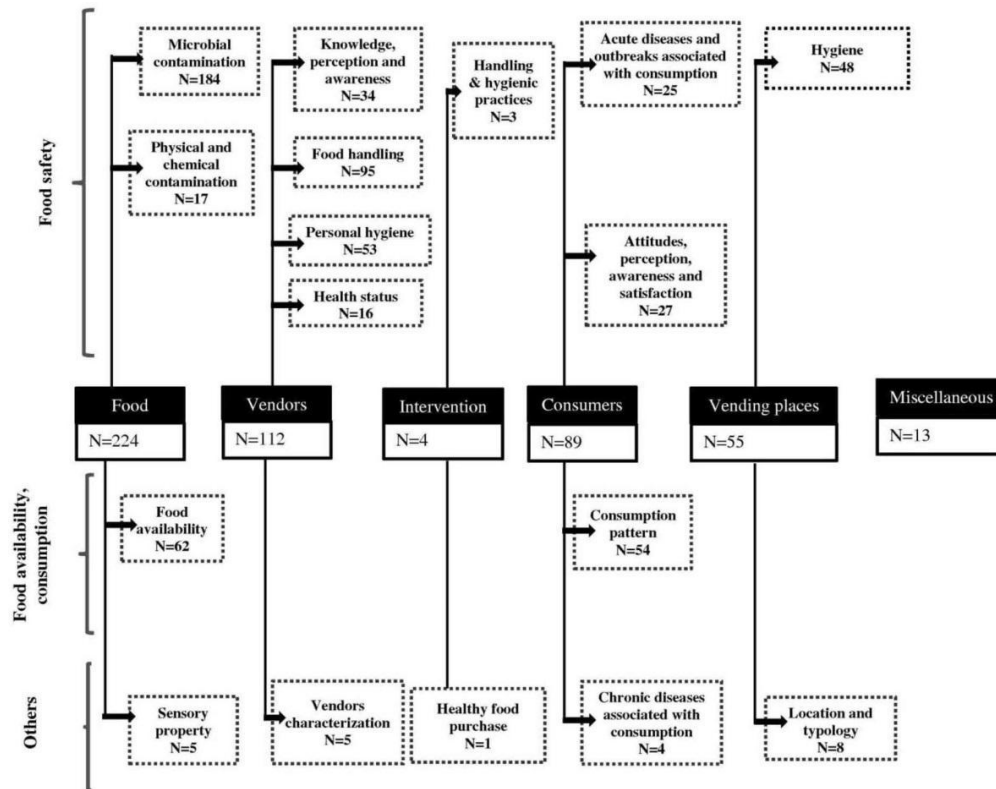 Food safety
Microbial
contamination
N=184
Physical and
chemical
contamination
N=17
Knowledge,
perception and
awareness
N=34
Food handling
N=95
Personal hygiene
N=53
Health status
N=16
Handling
& hygienic
practices
N=3
Acute diseases and
outbreaks associated
with consumption
N=25
Attitudes,
perception,
awareness and
satisfaction
N=27
Hygiene
N=48
Food
N=224
Vendors
N=112
Intervention
N=4
Consumers
N=89
Vending places
N=55
Miscellaneous
N=13
Food availability,
consumption
Food
availability
N=62
Consumption
pattern
N=54
Others
Sensory
property
N=5
Vendors
characterization
N=5
Healthy food
purchase
N=1
Chronic diseases
associated with
consumption
N=4
Location and
typology
N=8